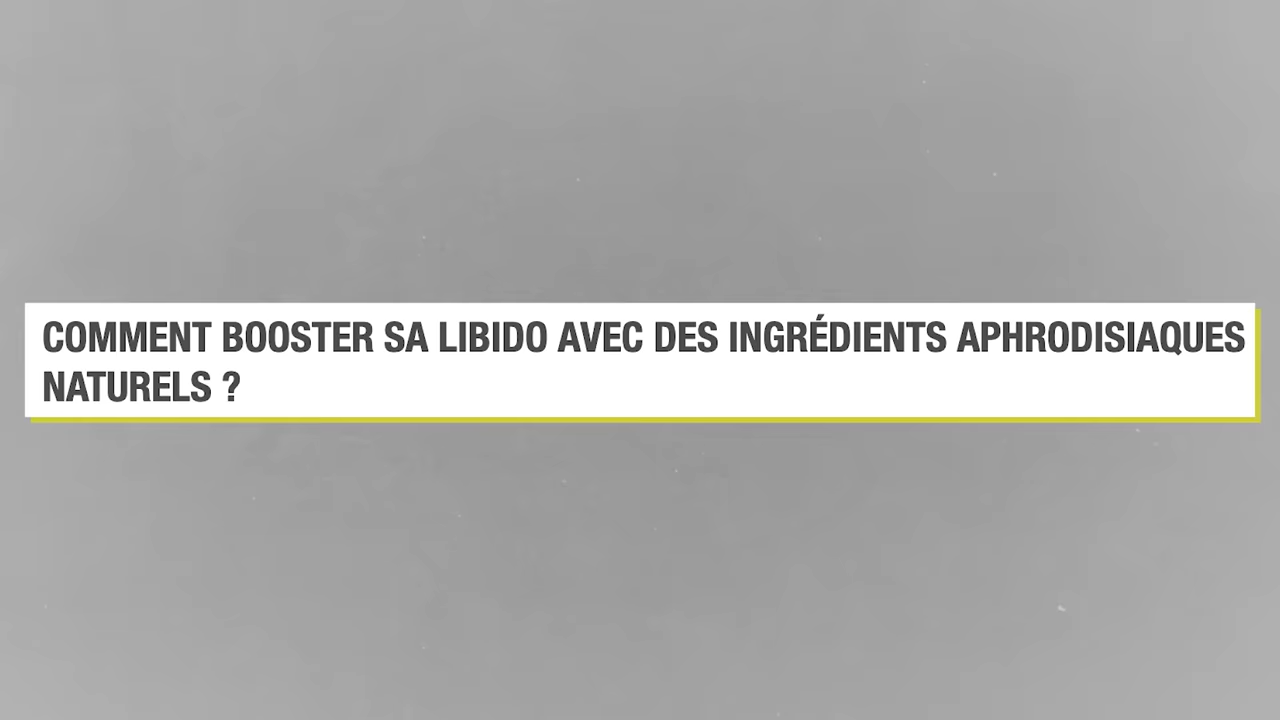 COMMENT BOOSTER SA LIBIDO AVEC DES INGRÉDIENTS APHRODISIAQUES
NATURELS ?